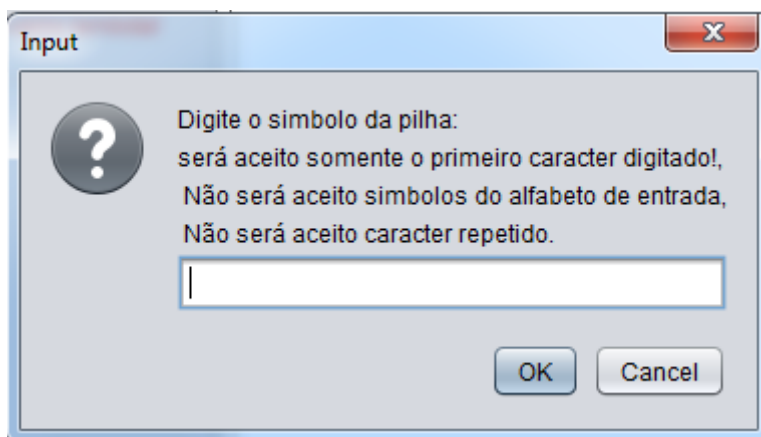 Input
Digite o simbolo da pilha:
será aceito somente o primeiro caracter digitado!,
Não será aceito simbolos do alfabeto de entrada,
Não será aceito caracter repetido.
OK Cancel